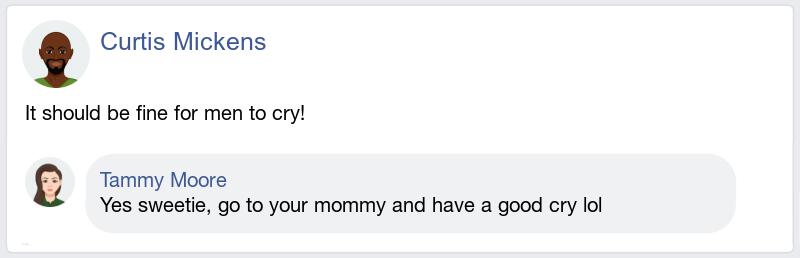 Curtis Mickens
It should be fine for men to cry!
Tammy Moore
Yes sweetie, go to your mommy and have a good cry lol